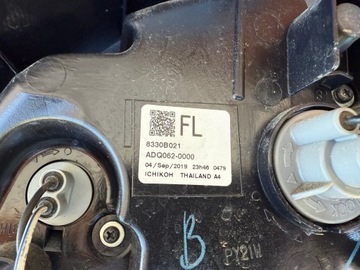 FL
8330B021
ADQ062-0000
04/Sep/2019 23h46 0479
ICHIKOH THAILAND A4
B
PY21W